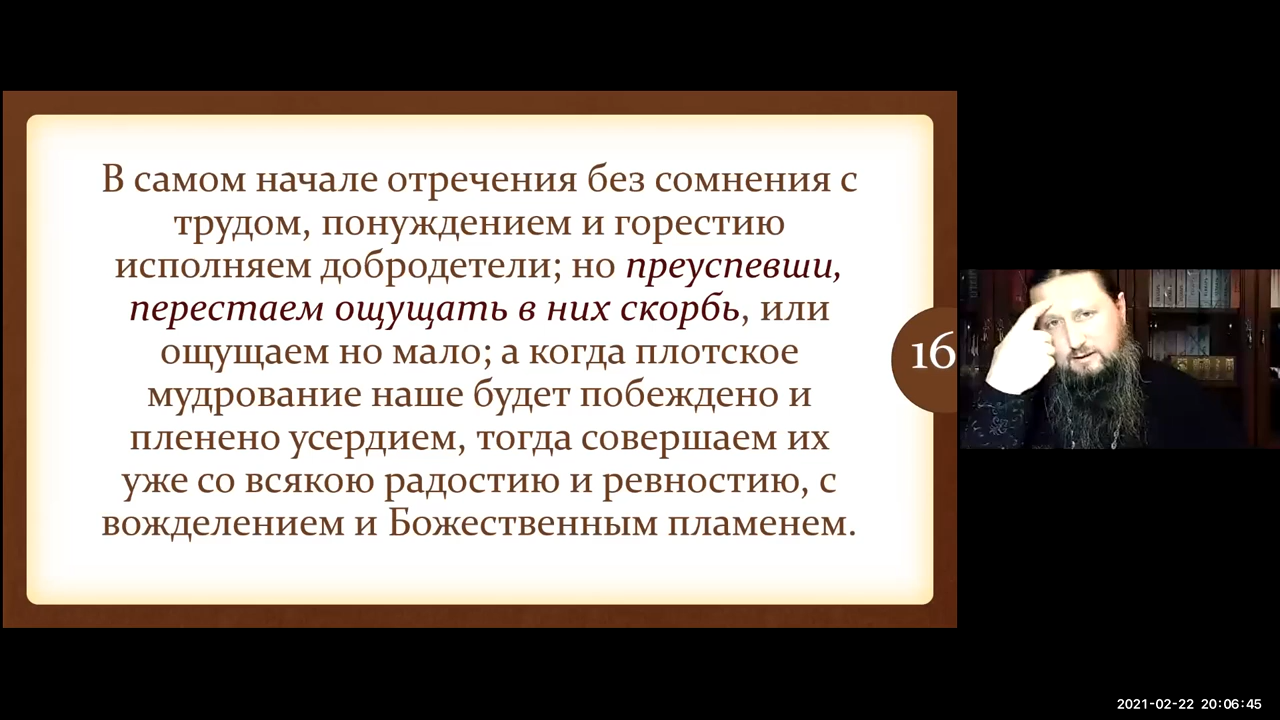 В самом начале отречения без сомнения с
трудом, понуждением и горестию
исполняем добродетели; но преуспевши,
перестаем ощущать в них скорбь, или
ощущаем но мало; а когда плотское
мудрование наше будет побеждено и
пленено усердием, тогда совершаем их
уже со всякою радостию и ревностию, с
вожделением и Божественным пламенем.
16
2021-02-22 20:06:45